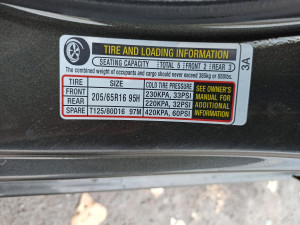 TIRE AND LOADING INFORMATION
SEATING CAPACITY TOTAL 5 FRONT 2 REAR 3
The combined weight of occupants and cargo should never exceed 385kg or 850lbs.
TIRE SIZE COLD TIRE PRESSURE
FRONT 205/65R16 95H 230KPA, 33PSI
REAR 220KPA, 32PSI
SPARE T125/80D16 97M 420KPA, 60PSI
SEE OWNER'S
MANUAL FOR
ADDITIONAL
INFORMATION
3A